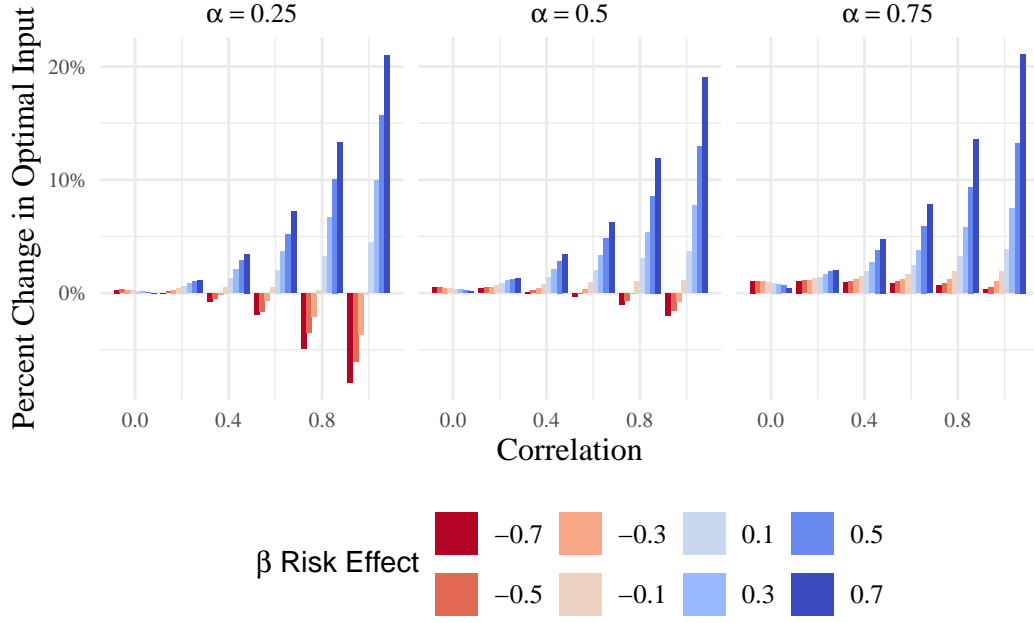 α = 0.25 α = 0.5 α = 0.75
Percent Change in Optimal Input
20%
10%
0%
0.0 0.4 0.8 0.0 0.4 0.8 0.0 0.4 0.8
Correlation
β Risk Effect
−0.7 −0.3 0.1 0.5
−0.5 −0.1 0.3 0.7